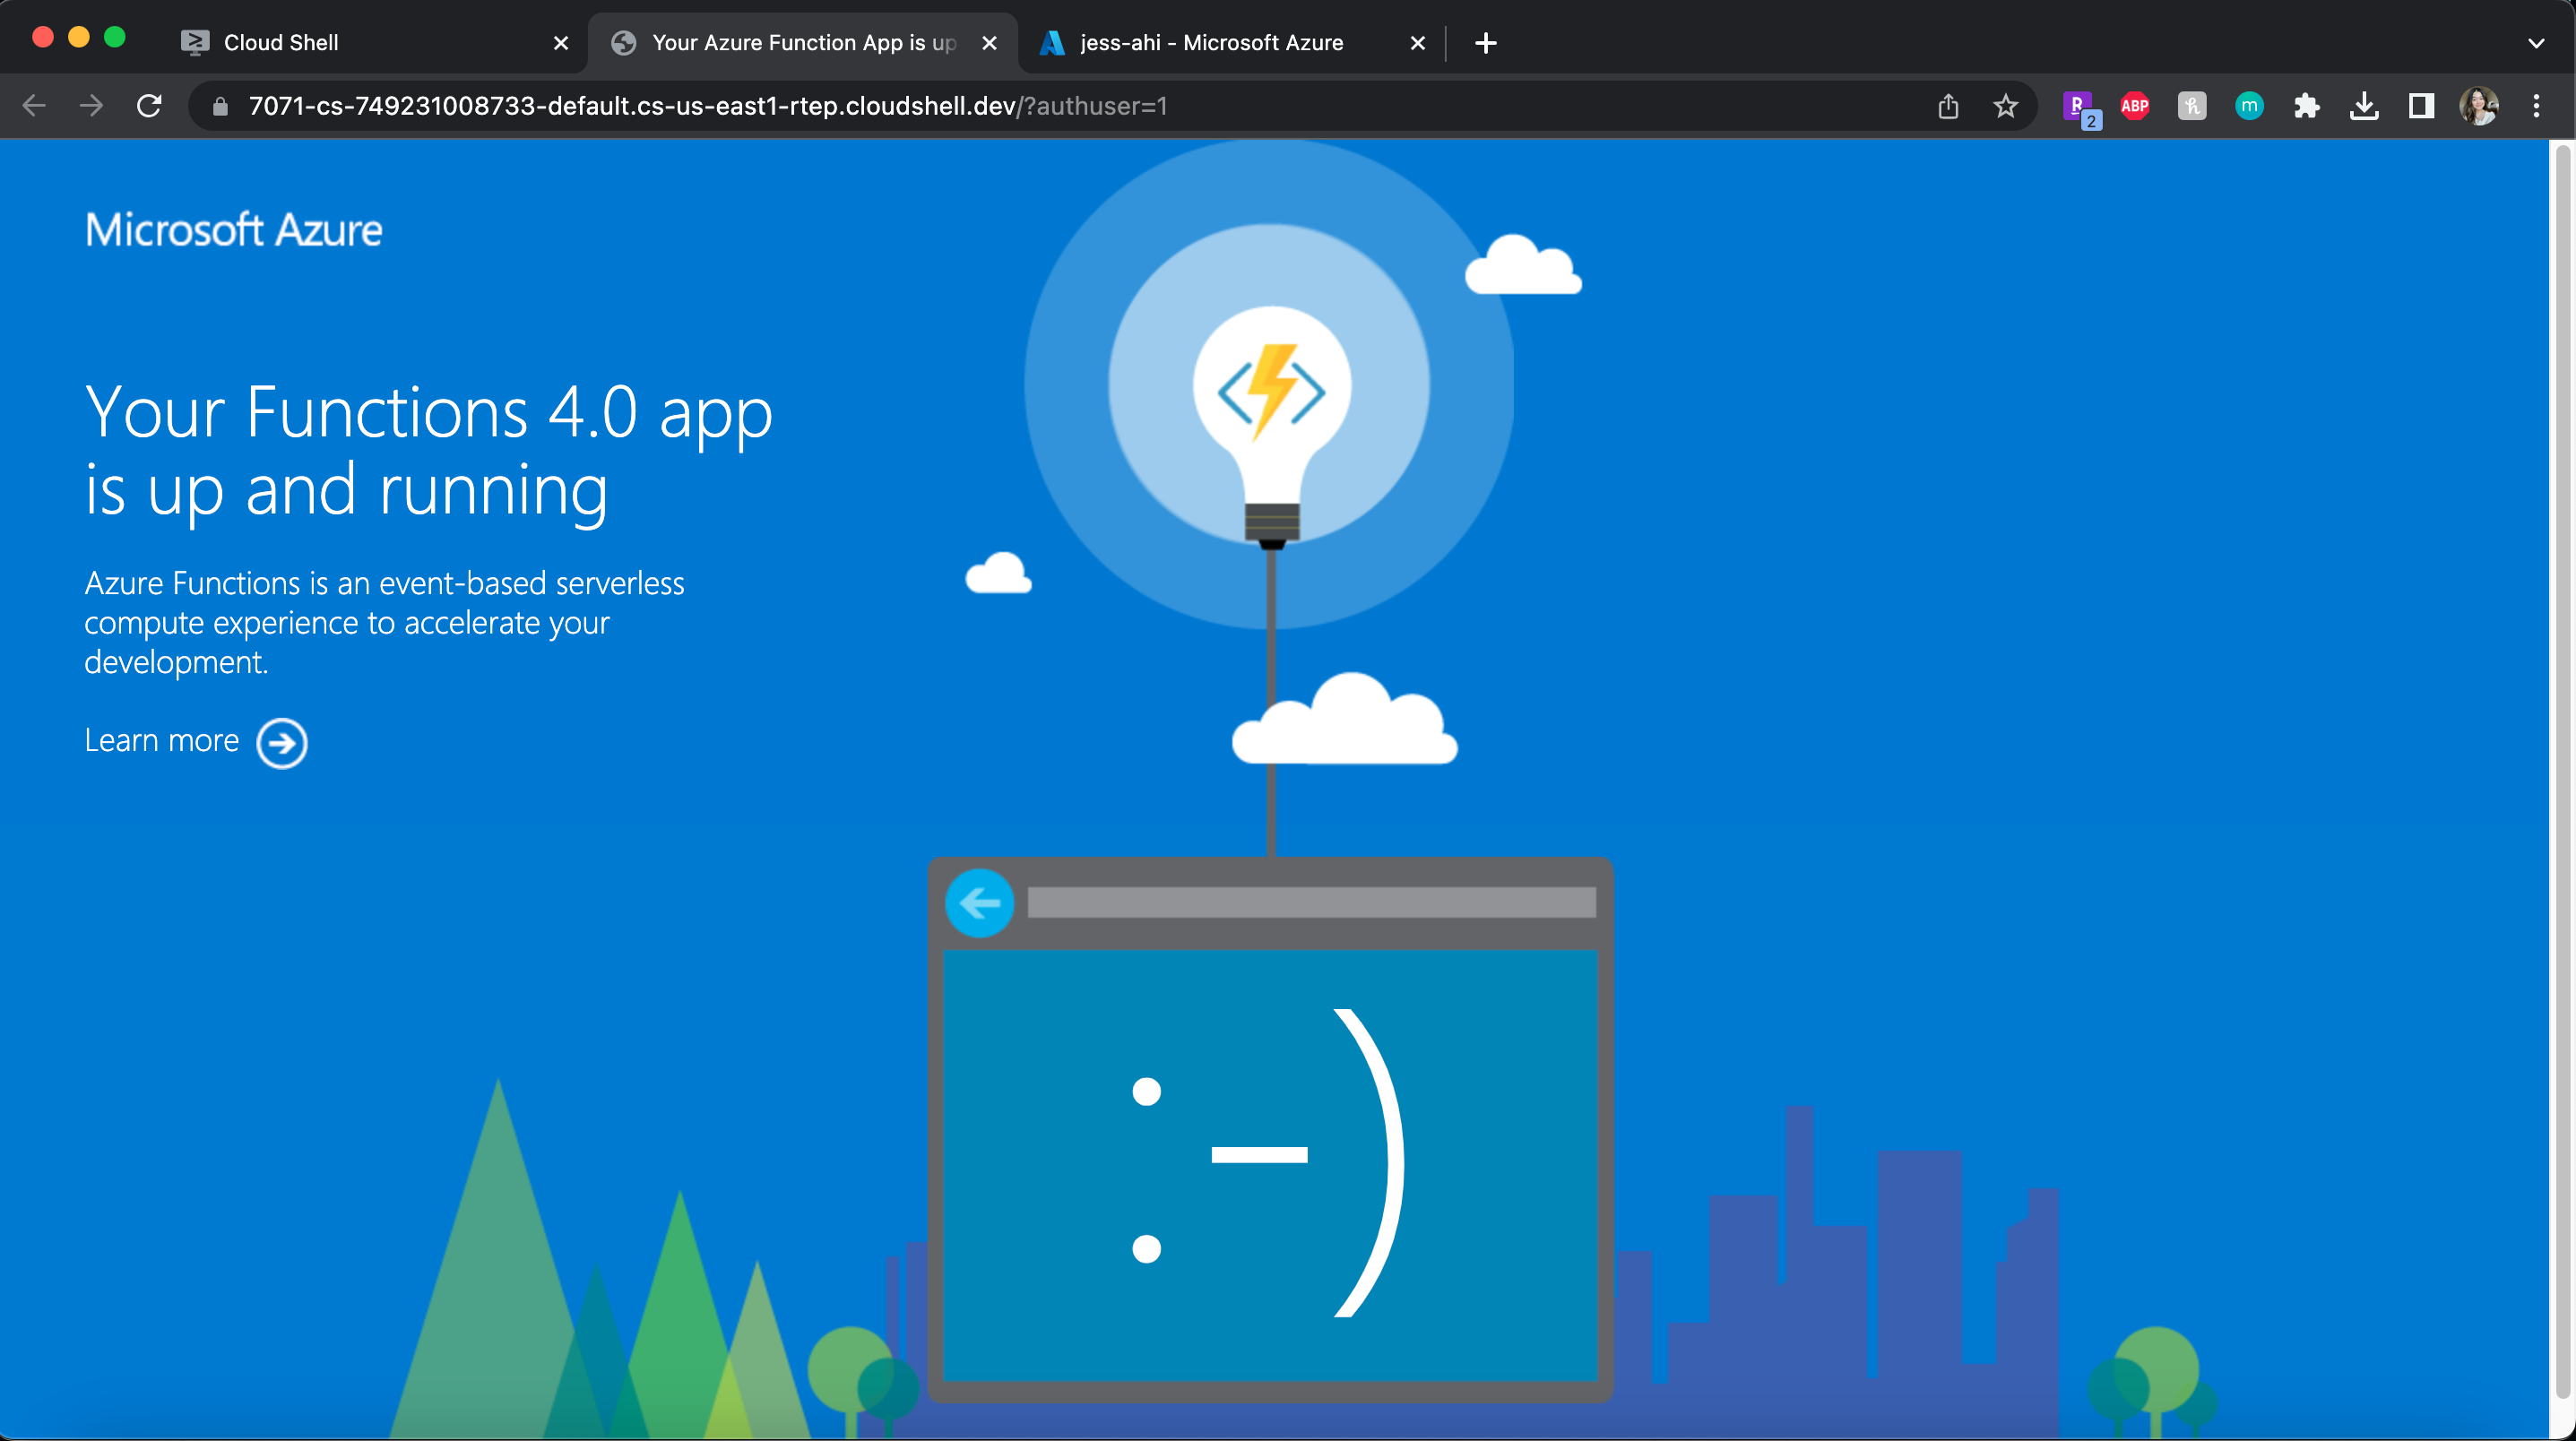 Cloud Shell
Your Azure Function App is up
jess-ahi - Microsoft Azure
7071-cs-749231008733-default.cs-us-east1-rtep.cloudshell.dev/?authuser=1
R
2
ABP
h
m
Microsoft Azure
Your Functions 4.0 app
is up and running
Azure Functions is an event-based serverless
compute experience to accelerate your
development.
Learn more
:-)